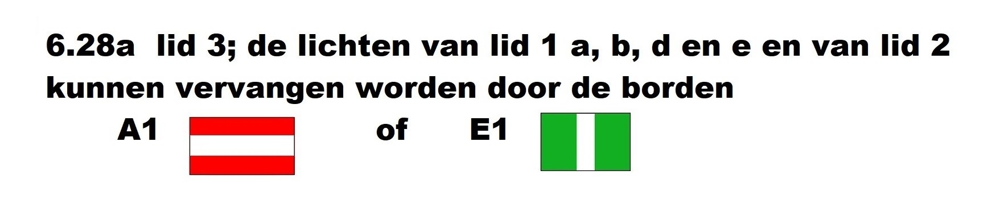 6.28a lid 3; de lichten van lid 1 a, b, d en e en van lid 2
kunnen vervangen worden door de borden
A1 of E1